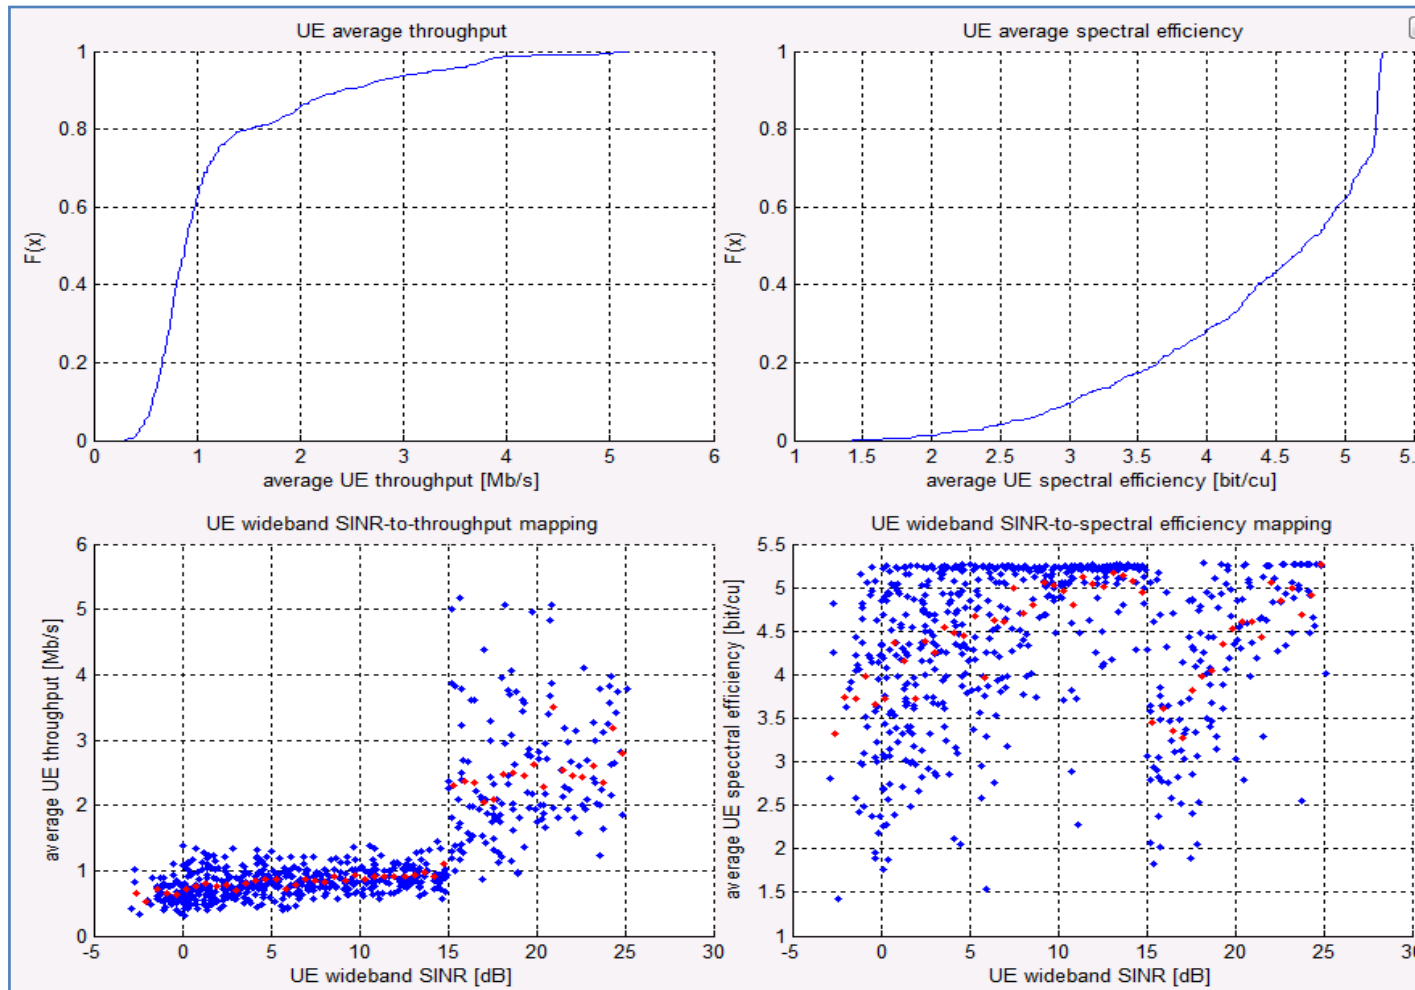 UE average throughput
1
0.8
0.6
0.4
0.2
0
F(x)
0 1 2 3 4 5 6
average UE throughput [Mb/s]
UE average spectral efficiency
1
0.8
0.6
0.4
0.2
0
F(x)
1 1.5 2 2.5 3 3.5 4 4.5 5 5.
average UE spectral efficiency [bit/cu]
UE wideband SINR-to-throughput mapping
6
5
4
3
2
1
0
average UE throughput [Mb/s]
-5 0 5 10 15 20 25 30
UE wideband SINR [dB]
UE wideband SINR-to-spectral efficiency mapping
5.5
5
4.5
4
3.5
3
2.5
2
1.5
1
average UE specctral efficiency [bit/cu]
-5 0 5 10 15 20 25 30
UE wideband SINR [dB]